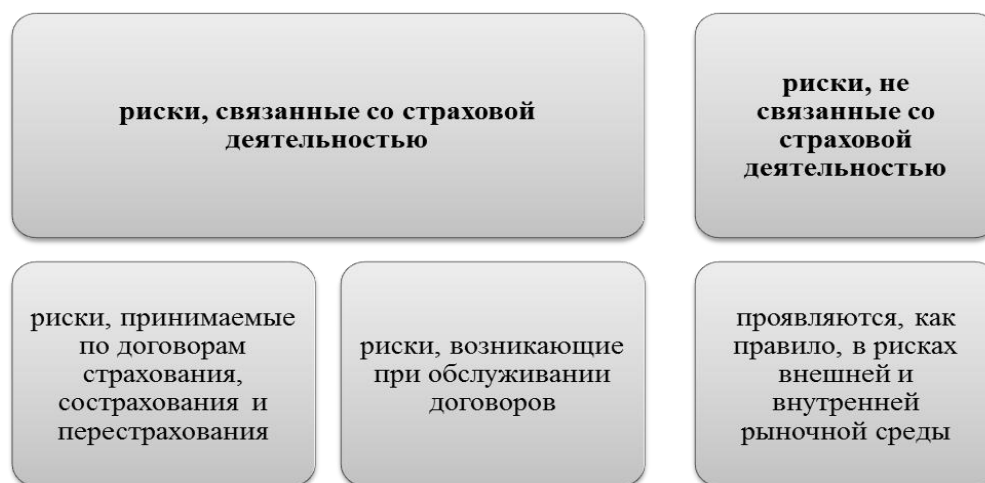 риски, связанные со страховой
деятельностью
риски, не
связанные со
страховой
деятельностью
риски, принимаемые
по договорам
страхования,
сострахования и
перестрахования
риски, возникающие
при обслуживании
договоров
проявляются, как
правило, в рисках
внешней и
внутренней
рыночной среды